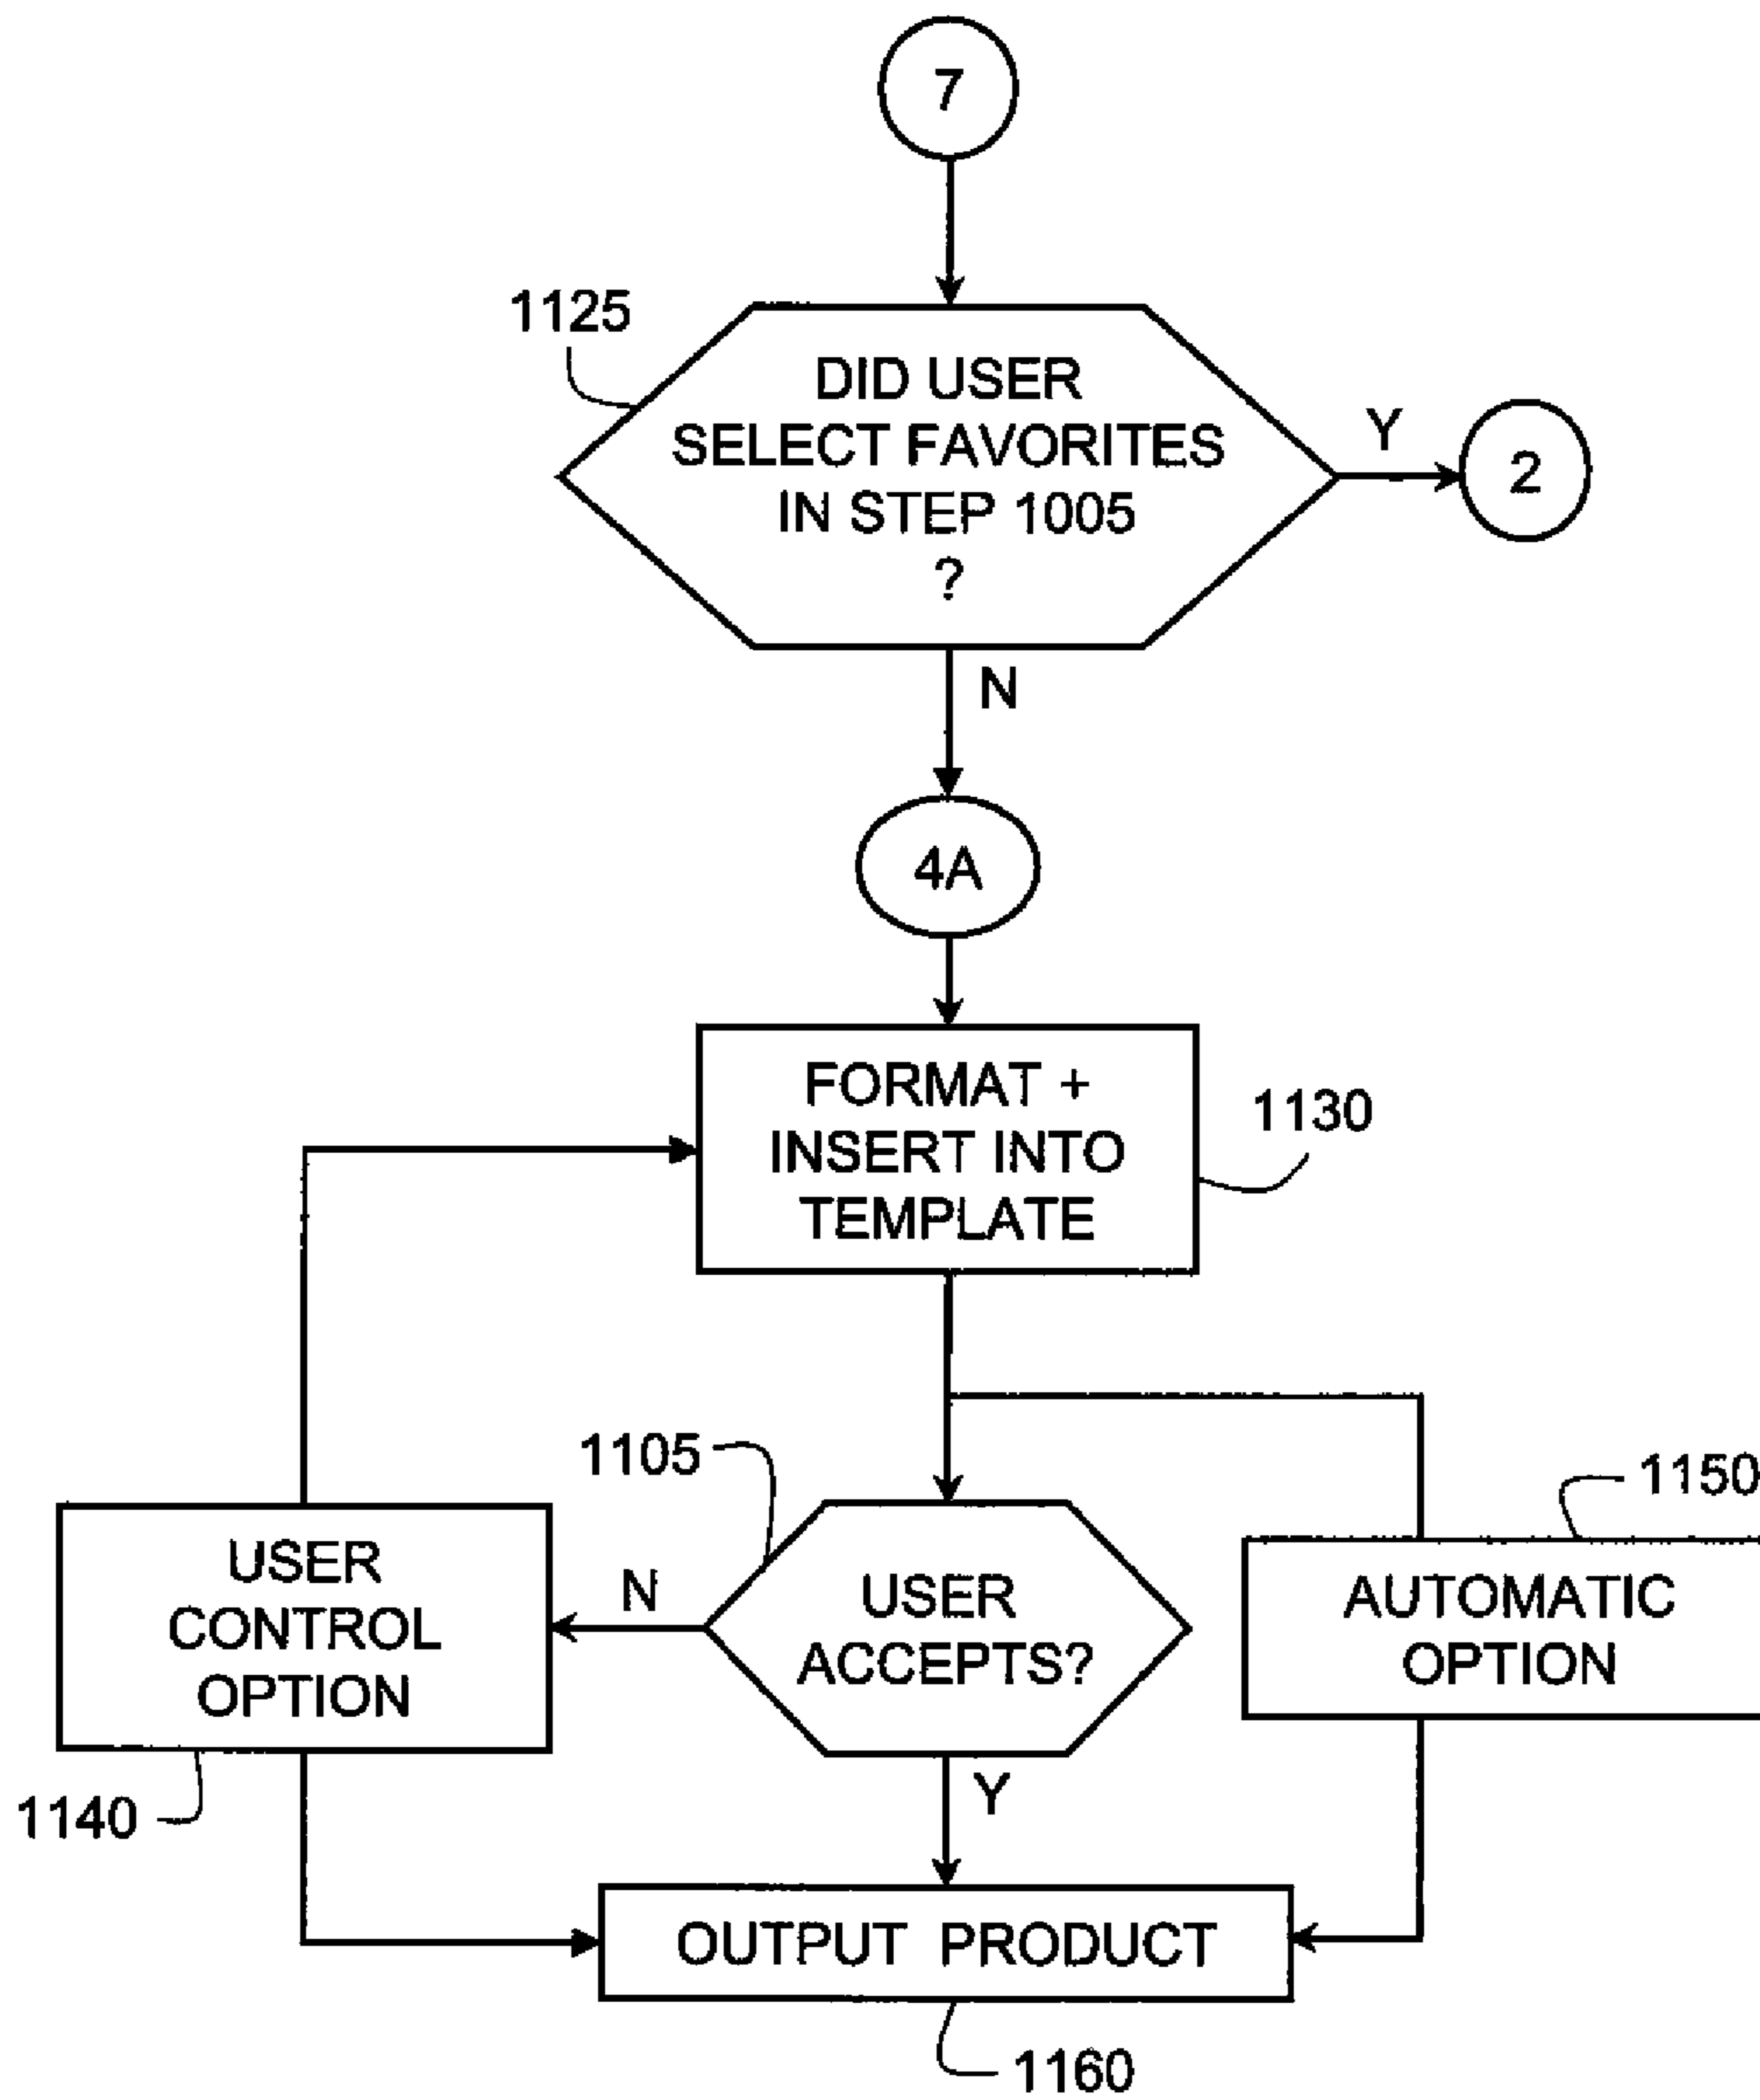 7
1125
DID USER
SELECT FAVORITES
IN STEP 1005
?
Y
2
N
4A
FORMAT +
INSERT INTO
TEMPLATE
1130
1105
1150
USER
CONTROL
OPTION
N
USER
ACCEPTS?
AUTOMATIC
OPTION
1140
Y
OUTPUT PRODUCT
1160